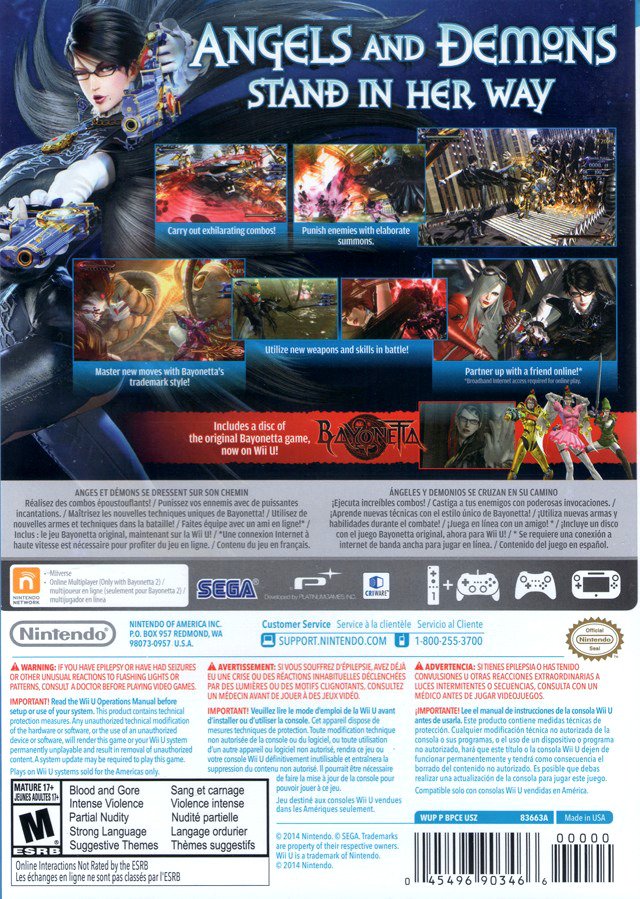 ANGELS AND DEMONS
STAND IN HER WAY
Carry out exhilarating combos!
Punish enemies with elaborate
summons.
Master new moves with Bayonetta's
trademark style!
Utilize new weapons and skills in battle!
Partner up with a friend online!*
*Broadband Internet access required for online play.
Includes a disc of
the original Bayonetta game,
now on Wii U!
BAYONETTA
ANGES ET DÉMONS SE DRESSENT SUR SON CHEMIN
Réalisez des combos époustouflants! / Punissez vos ennemis avec de puissantes
incantations. / Maîtrisez les nouvelles techniques uniques de Bayonetta! / Utilisez de
nouvelles armes et techniques dans la bataille! / Faites équipe avec un ami en ligne!* /
Inclus : le jeu Bayonetta original, maintenant sur la Wii U! / *Une connexion Internet à
haute vitesse est nécessaire pour profiter du jeu en ligne. / Contenu du jeu en français.
ÁNGELES Y DEMONIOS SE CRUZAN EN SU CAMINO
¡Ejecuta increíbles combos! / Castiga a tus enemigos con poderosas invocaciones. /
¡Aprende nuevas técnicas con el estilo único de Bayonetta! / ¡Utiliza nuevas armas y
habilidades durante el combate! / ¡Juega en línea con un amigo! * / ¡Incluye un disco
con el juego Bayonetta original, ahora para Wii U! / * Se requiere una conexión a
internet de banda ancha para jugar en línea. / Contenido del juego en español.
NINTENDO
NETWORK
• Miiverse
• Online Multiplayer (Only with Bayonetta 2) /
multijoueur en ligne (seulement pour Bayonetta 2) /
multijugador en línea
SEGA
Developed by PLATINUMGAMES INC.
CRIWARE
Nintendo
NINTENDO OF AMERICA INC.
P.O. BOX 957 REDMOND, WA
98073-0957 U.S.A.
Customer Service Service à la clientèle Servicio al Cliente
SUPPORT.NINTENDO.COM 1-800-255-3700
Official
Nintendo
Seal
WARNING: IF YOU HAVE EPILEPSY OR HAVE HAD SEIZURES
OR OTHER UNUSUAL REACTIONS TO FLASHING LIGHTS OR
PATTERNS, CONSULT A DOCTOR BEFORE PLAYING VIDEO GAMES.
IMPORTANT! Read the Wii U Operations Manual before
setup or use of your system. This product contains technical
protection measures. Any unauthorized technical modification
of the hardware or software, or the use of an unauthorized
device or software, will render this game or your Wii U system
permanently unplayable and result in removal of unauthorized
content. A system update may be required to play this game.
Plays on Wii U systems sold for the Americas only.
AVERTISSEMENT: SI VOUS SOUFFREZ D'ÉPILEPSIE, AVEZ DÉJÀ
EU UNE CRISE OU DES RÉACTIONS INHABITUELLES DÉCLENCHÉES
PAR DES LUMIÈRES OU DES MOTIFS CLIGNOTANTS, CONSULTEZ
UN MÉDECIN AVANT DE JOUER À DES JEUX VIDÉO.
IMPORTANT! Veuillez lire le mode d'emploi de la Wii U avant
d'installer ou d'utiliser la console. Cet appareil dispose de
mesures techniques de protection. Toute modification technique
non autorisée de la console ou du logiciel, ou toute utilisation
d'un autre appareil ou logiciel non autorisé, rendra ce jeu ou
votre console Wii U définitivement inutilisable et entraînera la
suppression du contenu non autorisé. Il pourrait être nécessaire
de faire la mise à jour de la console pour
pouvoir jouer à ce jeu.
Jeu destiné aux consoles Wii U vendues
dans les Amériques seulement.
ADVERTENCIA: SI TIENES EPILEPSIA O HAS TENIDO
CONVULSIONES U OTRAS REACCIONES EXTRAORDINARIAS A
LUCES INTERMITENTES O SECUENCIAS, CONSULTA CON UN
MÉDICO ANTES DE JUGAR VIDEOJUEGOS.
¡IMPORTANTE! Lee el manual de instrucciones de la consola Wii U
antes de usarla. Este producto contiene medidas técnicas de
protección. Cualquier modificación técnica no autorizada de la
consola o sus programas, o el uso de un dispositivo o programa
no autorizado, hará que este título o la consola Wii U dejen de
funcionar permanentemente y tendrá como consecuencia el
borrado del contenido no autorizado. Es posible que debas
realizar una actualización de la consola para jugar este juego.
Compatible solo con consolas Wii U vendidas en América.
MATURE 17+
JEUNES ADULTES 17+
M
ESRB
Blood and Gore
Intense Violence
Partial Nudity
Strong Language
Suggestive Themes
Sang et carnage
Violence intense
Nudité partielle
Langage ordurier
Thèmes suggestifs
Online Interactions Not Rated by the ESRB
Les échanges en ligne ne sont pas classés par l'ESRB
© 2014 Nintendo. © SEGA. Trademarks
are property of their respective owners.
Wii U is a trademark of Nintendo.
© 2014 Nintendo.
WUP P BPCE USZ 83663A Made in USA
00000
0 45496 90346 6